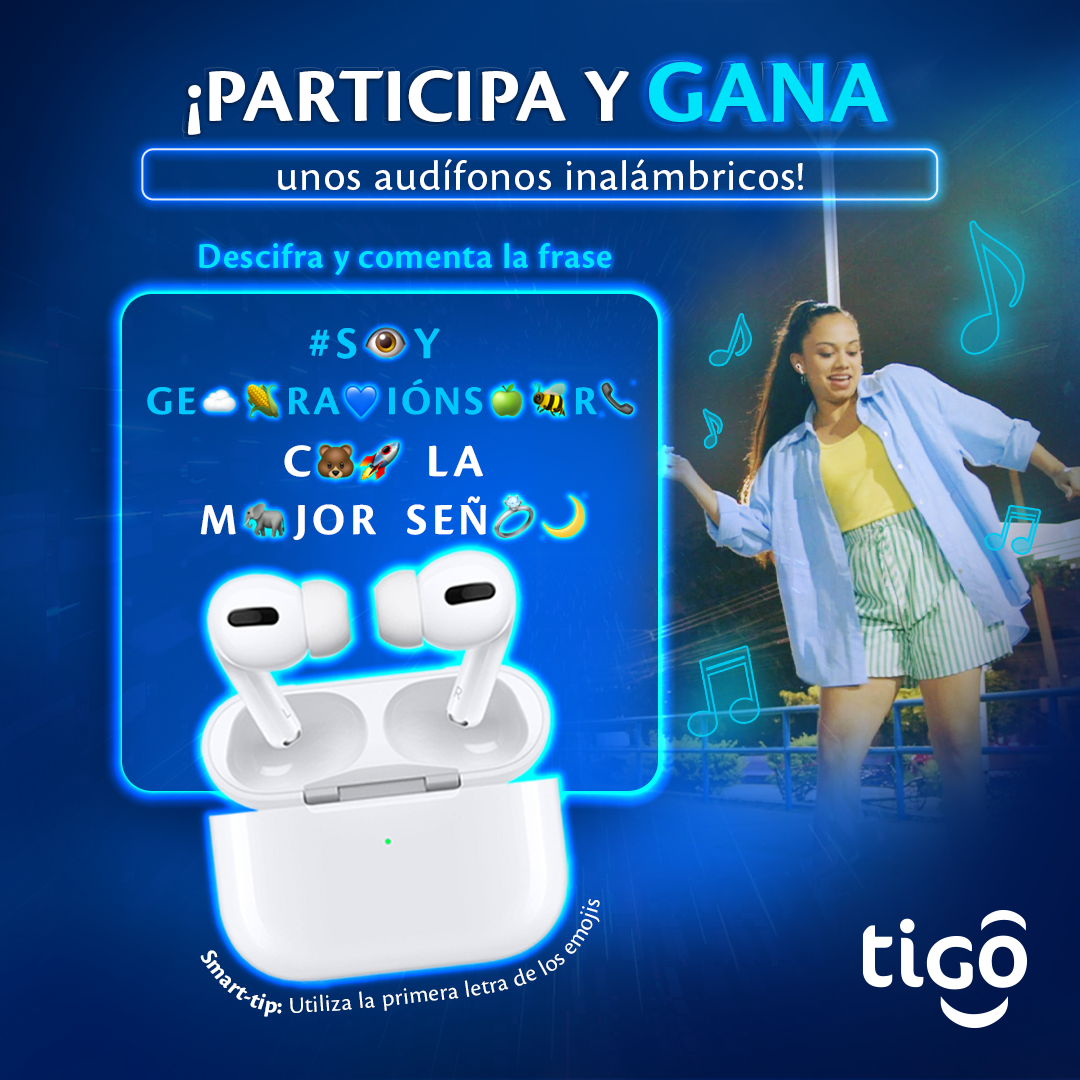 ¡PARTICIPA Y GANA
unos audífonos inalámbricos!
Descifra y comenta la frase
#S👁️Y
GE☁️🌽RA💙IÓNS🍏🐝R📞
C🐻🚀 LA
M🐘JOR SEÑ💍🌙
L
R
Smart-tip: Utiliza la primera letra de los emojis
tigo